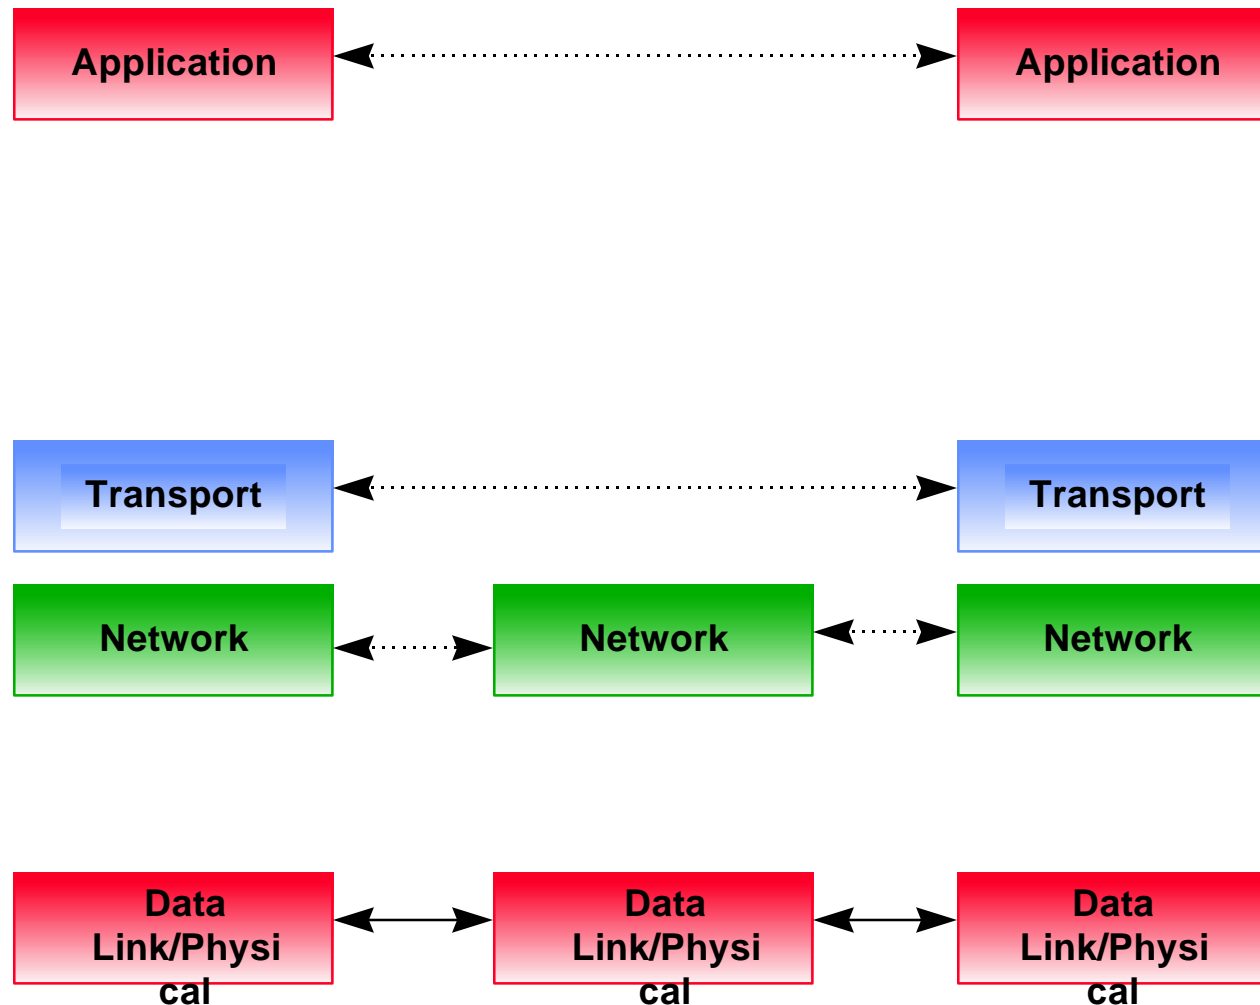 Application
Application
Transport
Transport
Network
Network
Network
Data
Link/Physi
cal
Data
Link/Physi
cal
Data
Link/Physi
cal